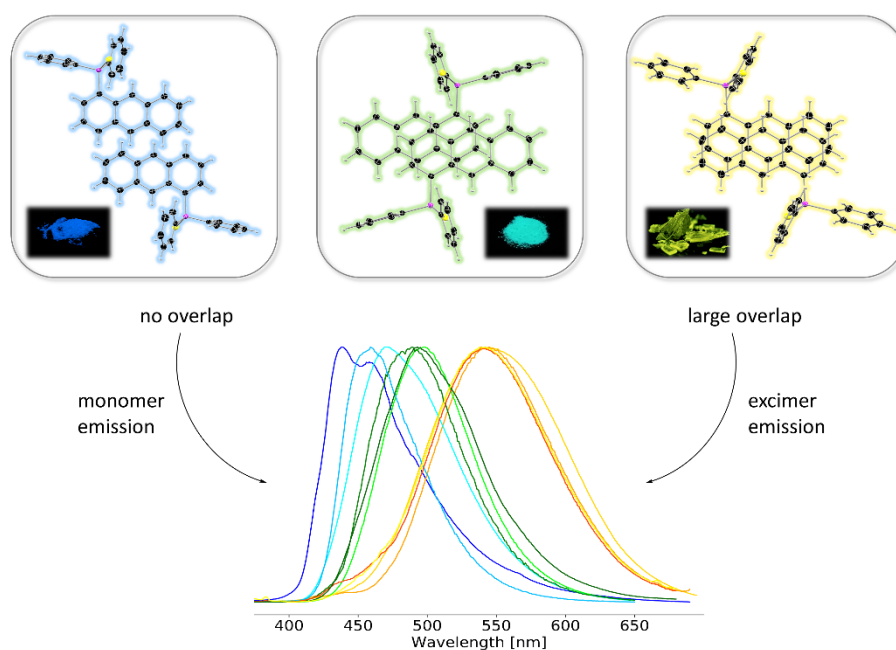 no overlap
large overlap
monomer
emission
excimer
emission
400
450
500
550
600
650
Wavelength [nm]